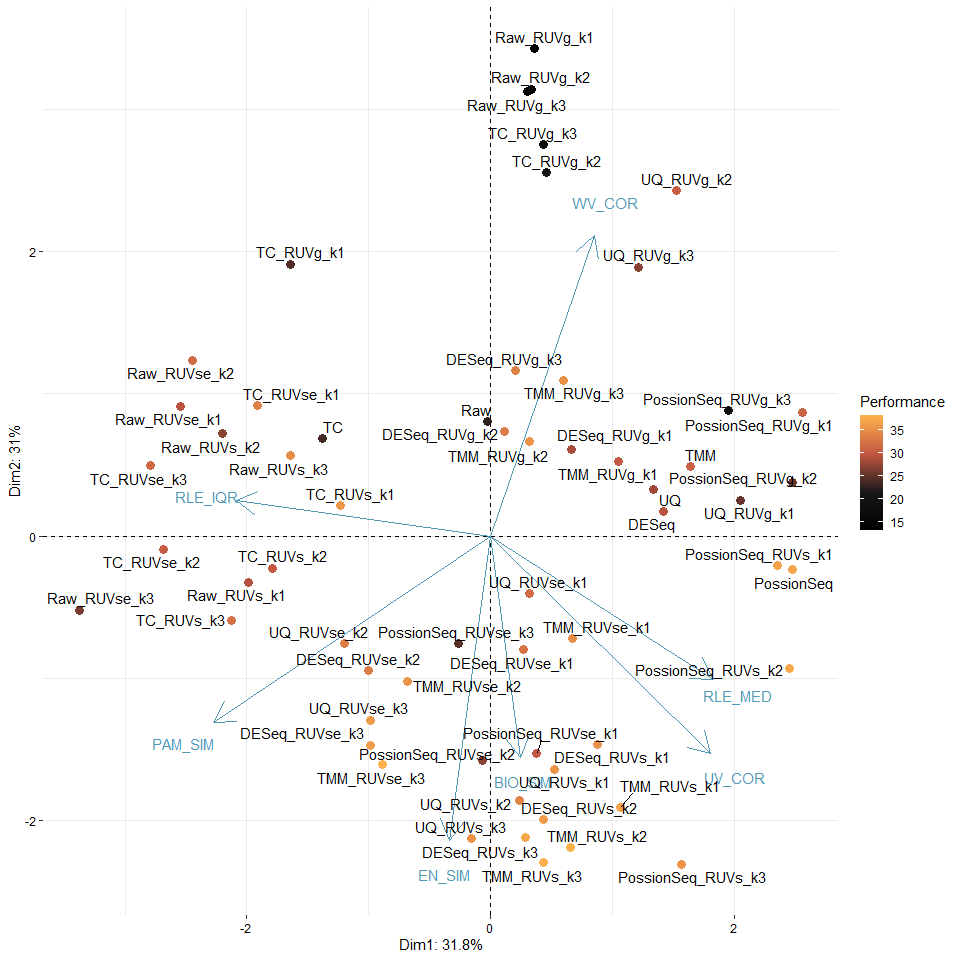 Raw_RUVg_k1
Raw_RUVg_k2
Raw_RUVg_k3
TC_RUVg_k3
TC_RUVg_k2
UQ_RUVg_k2
WV_COR
TC_RUVg_k1
UQ_RUVg_k3
2
DESeq_RUVg_k3
Raw_RUVse_k2
TC_RUVse_k1
TMM_RUVg_k3
PossionSeq_RUVg_k3
Performance
Raw_RUVse_k1
Raw
TC
PossionSeq_RUVg_k1
35
DESeq_RUVg_k2
DESeq_RUVg_k1
Raw_RUVs_k2
30
TMM_RUVg_k2
TMM
Raw_RUVs_k3
TMM_RUVg_k1
25
TC_RUVse_k3
PossionSeq_RUVg_k2
RLE_IQR
TC_RUVs_k1
UQ
20
UQ_RUVg_k1
DESeq
15
Dim2: 31%
0
TC_RUVs_k2
PossionSeq_RUVs_k1
TC_RUVse_k2
PossionSeq
UQ_RUVse_k1
Raw_RUVs_k1
Raw_RUVse_k3
TC_RUVs_k3
TMM_RUVse_k1
UQ_RUVse_k2
PossionSeq_RUVse_k3
DESeq_RUVse_k2
DESeq_RUVse_k1
PossionSeq_RUVs_k2
TMM_RUVse_k2
RLE_MED
UQ_RUVse_k3
DESeq_RUVse_k3
PossionSeq_RUVse_k1
PAM_SIM
PossionSeq_RUVse_k2
DESeq_RUVs_k1
TMM_RUVse_k3
BIO_SIM
UQ_RUVs_k1
UV_COR
TMM_RUVs_k1
UQ_RUVs_k2
DESeq_RUVs_k2
-2
UQ_RUVs_k3
TMM_RUVs_k2
DESeq_RUVs_k3
EN_SIM
TMM_RUVs_k3
PossionSeq_RUVs_k3
-2
0
2
Dim1: 31.8%